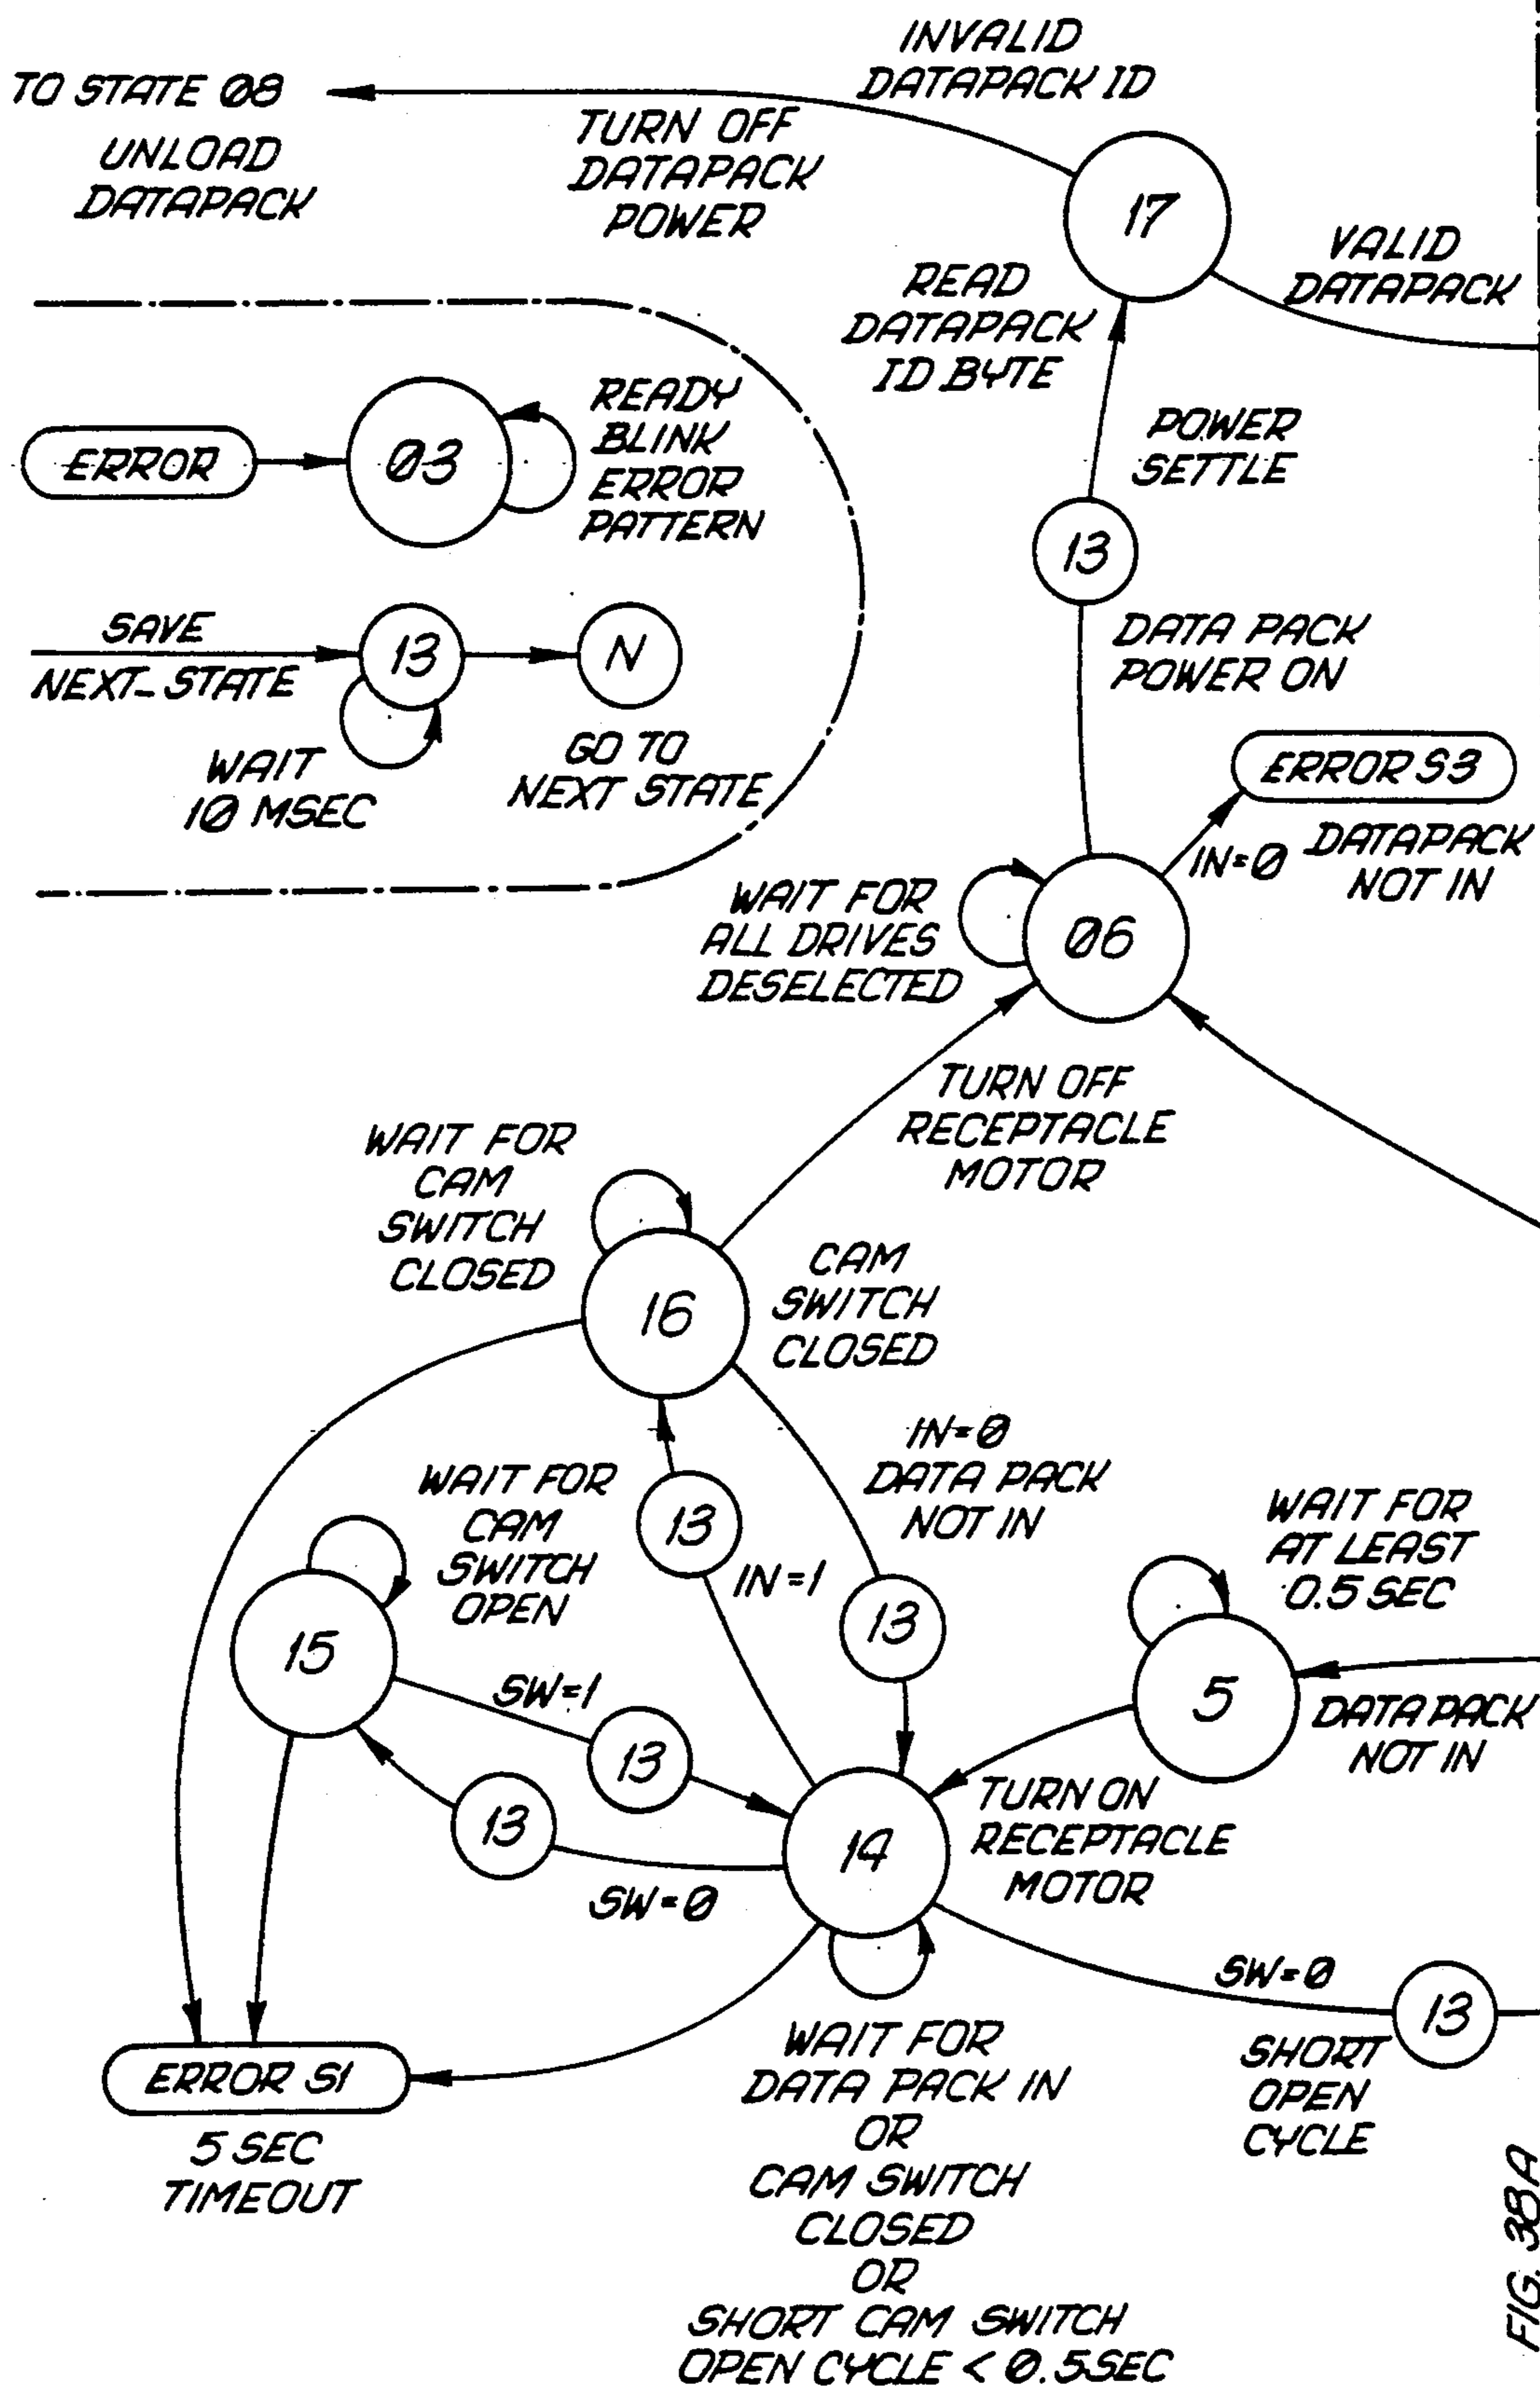 INVALID
DATAPACK ID
TO STATE 08
UNLOAD
DATAPACK
TURN OFF
DATAPACK
POWER
17
VALID
DATAPACK
READ
DATAPACK
ID BYTE
ERROR
03
READY
BLINK
ERROR
PATTERN
POWER
SETTLE
13
SAVE
NEXT_STATE
13
N
WAIT
10 MSEC
GO TO
NEXT STATE
DATA PACK
POWER ON
ERROR S3
IN=0
DATAPACK
NOT IN
WAIT FOR
ALL DRIVES
DESELECTED
06
TURN OFF
RECEPTACLE
MOTOR
WAIT FOR
CAM
SWITCH
CLOSED
16
CAM
SWITCH
CLOSED
IN=0
DATA PACK
NOT IN
WAIT FOR
CAM
SWITCH
OPEN
13
IN=1
13
WAIT FOR
AT LEAST
0.5 SEC
15
SW=1
13
5
DATA PACK
NOT IN
13
SW=0
14
TURN ON
RECEPTACLE
MOTOR
SW=0
13
SHORT
OPEN
CYCLE
ERROR S1
5 SEC
TIMEOUT
WAIT FOR
DATA PACK IN
OR
CAM SWITCH
CLOSED
OR
SHORT CAM SWITCH
OPEN CYCLE < 0.5SEC
FIG. 38A